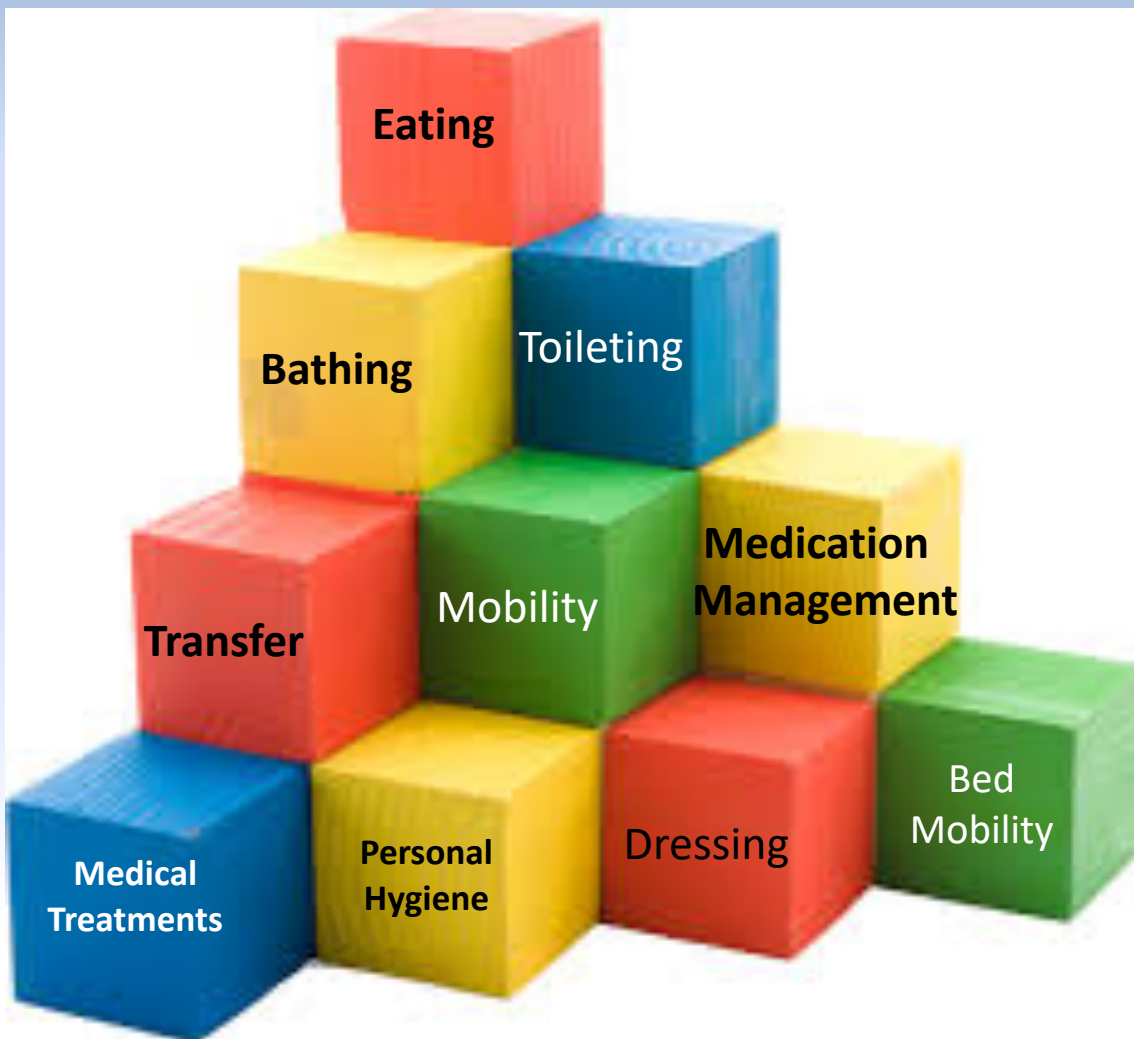 Eating
Bathing
Toileting
Transfer
Mobility
Medication
Management
Medical
Treatments
Personal
Hygiene
Dressing
Bed
Mobility